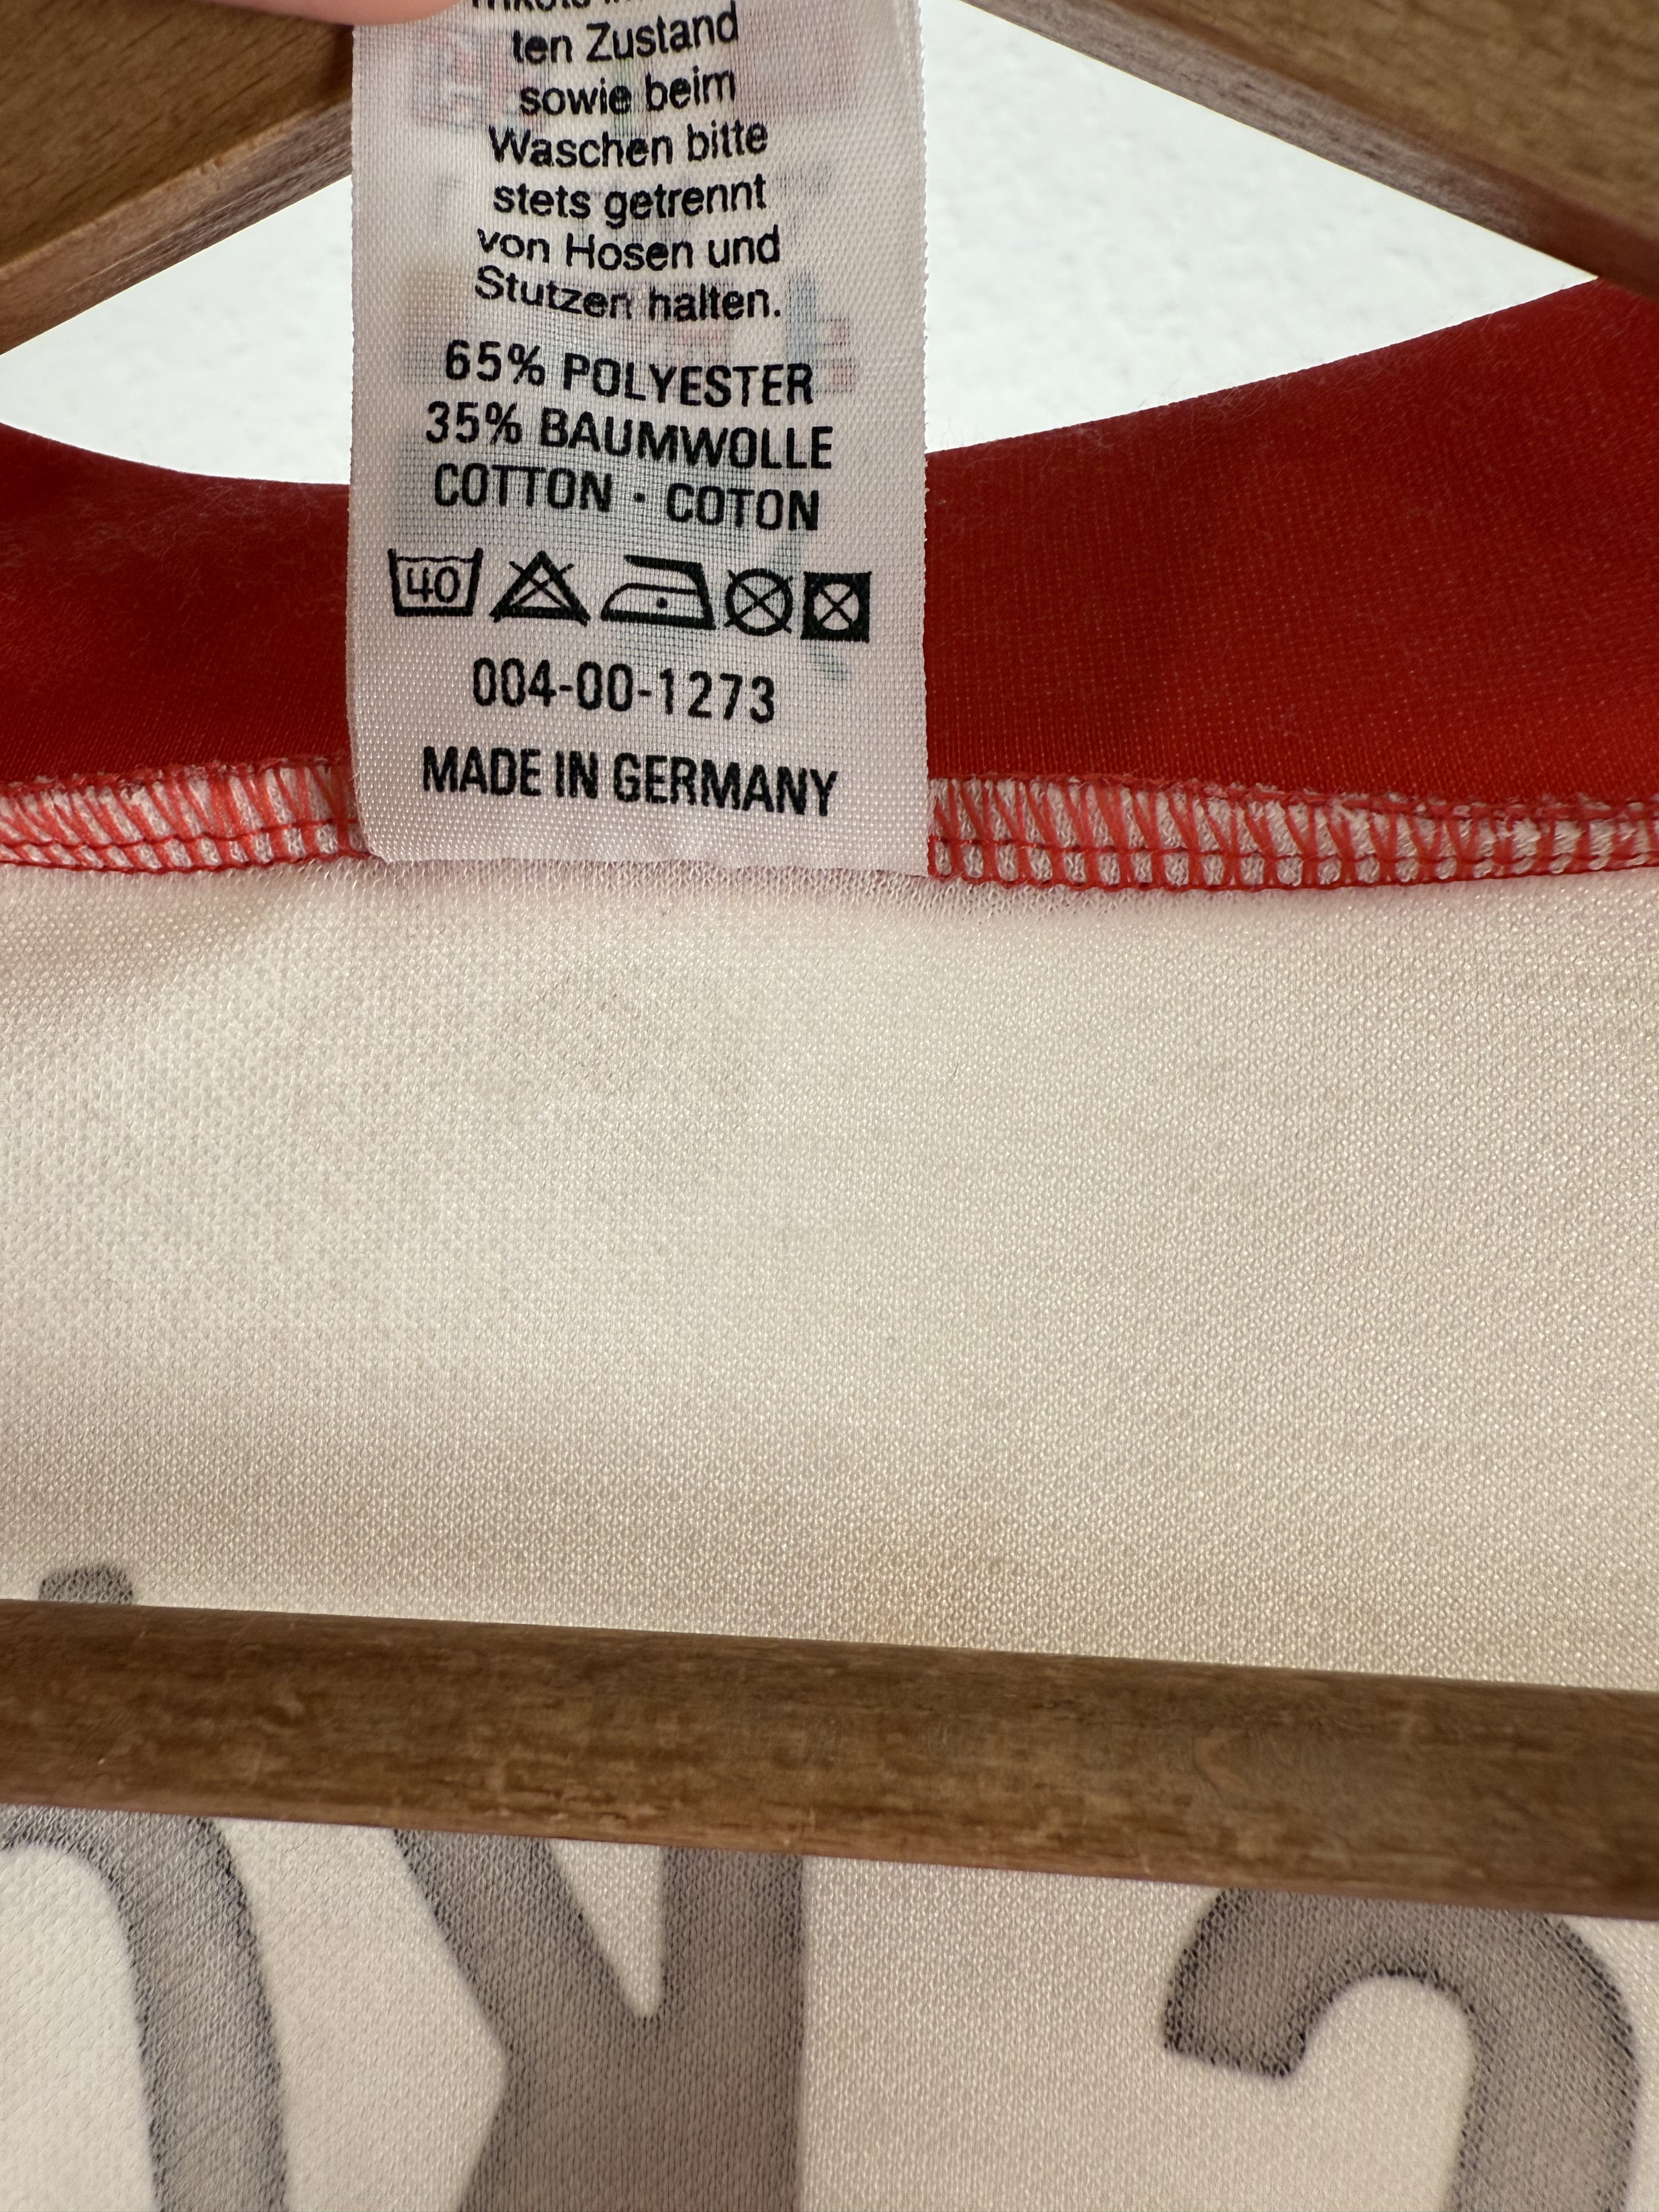 ten Zustand
sowie beim
Waschen bitte
stets getrennt
von Hosen und
Stutzen halten.
65% POLYESTER
35% BAUMWOLLE
COTTON · COTON
40
004-00-1273
MADE IN GERMANY